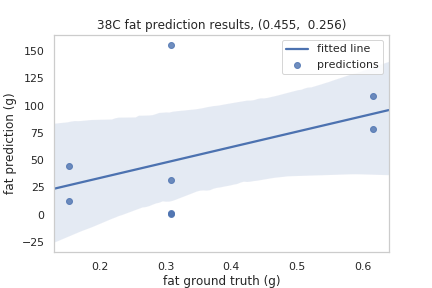 38C fat prediction results, (0.455,  0.256)
fitted line
predictions
150
125
100
75
50
25
0
−25
fat prediction (g)
0.2 0.3 0.4 0.5 0.6
fat ground truth (g)